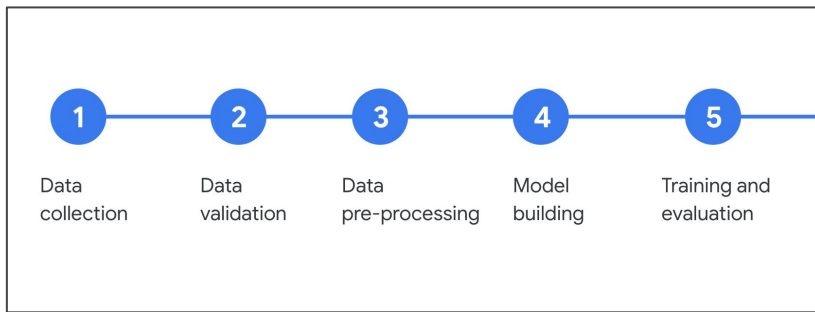 1
2
3
4
5
Data
collection
Data
validation
Data
pre-processing
Model
building
Training and
evaluation